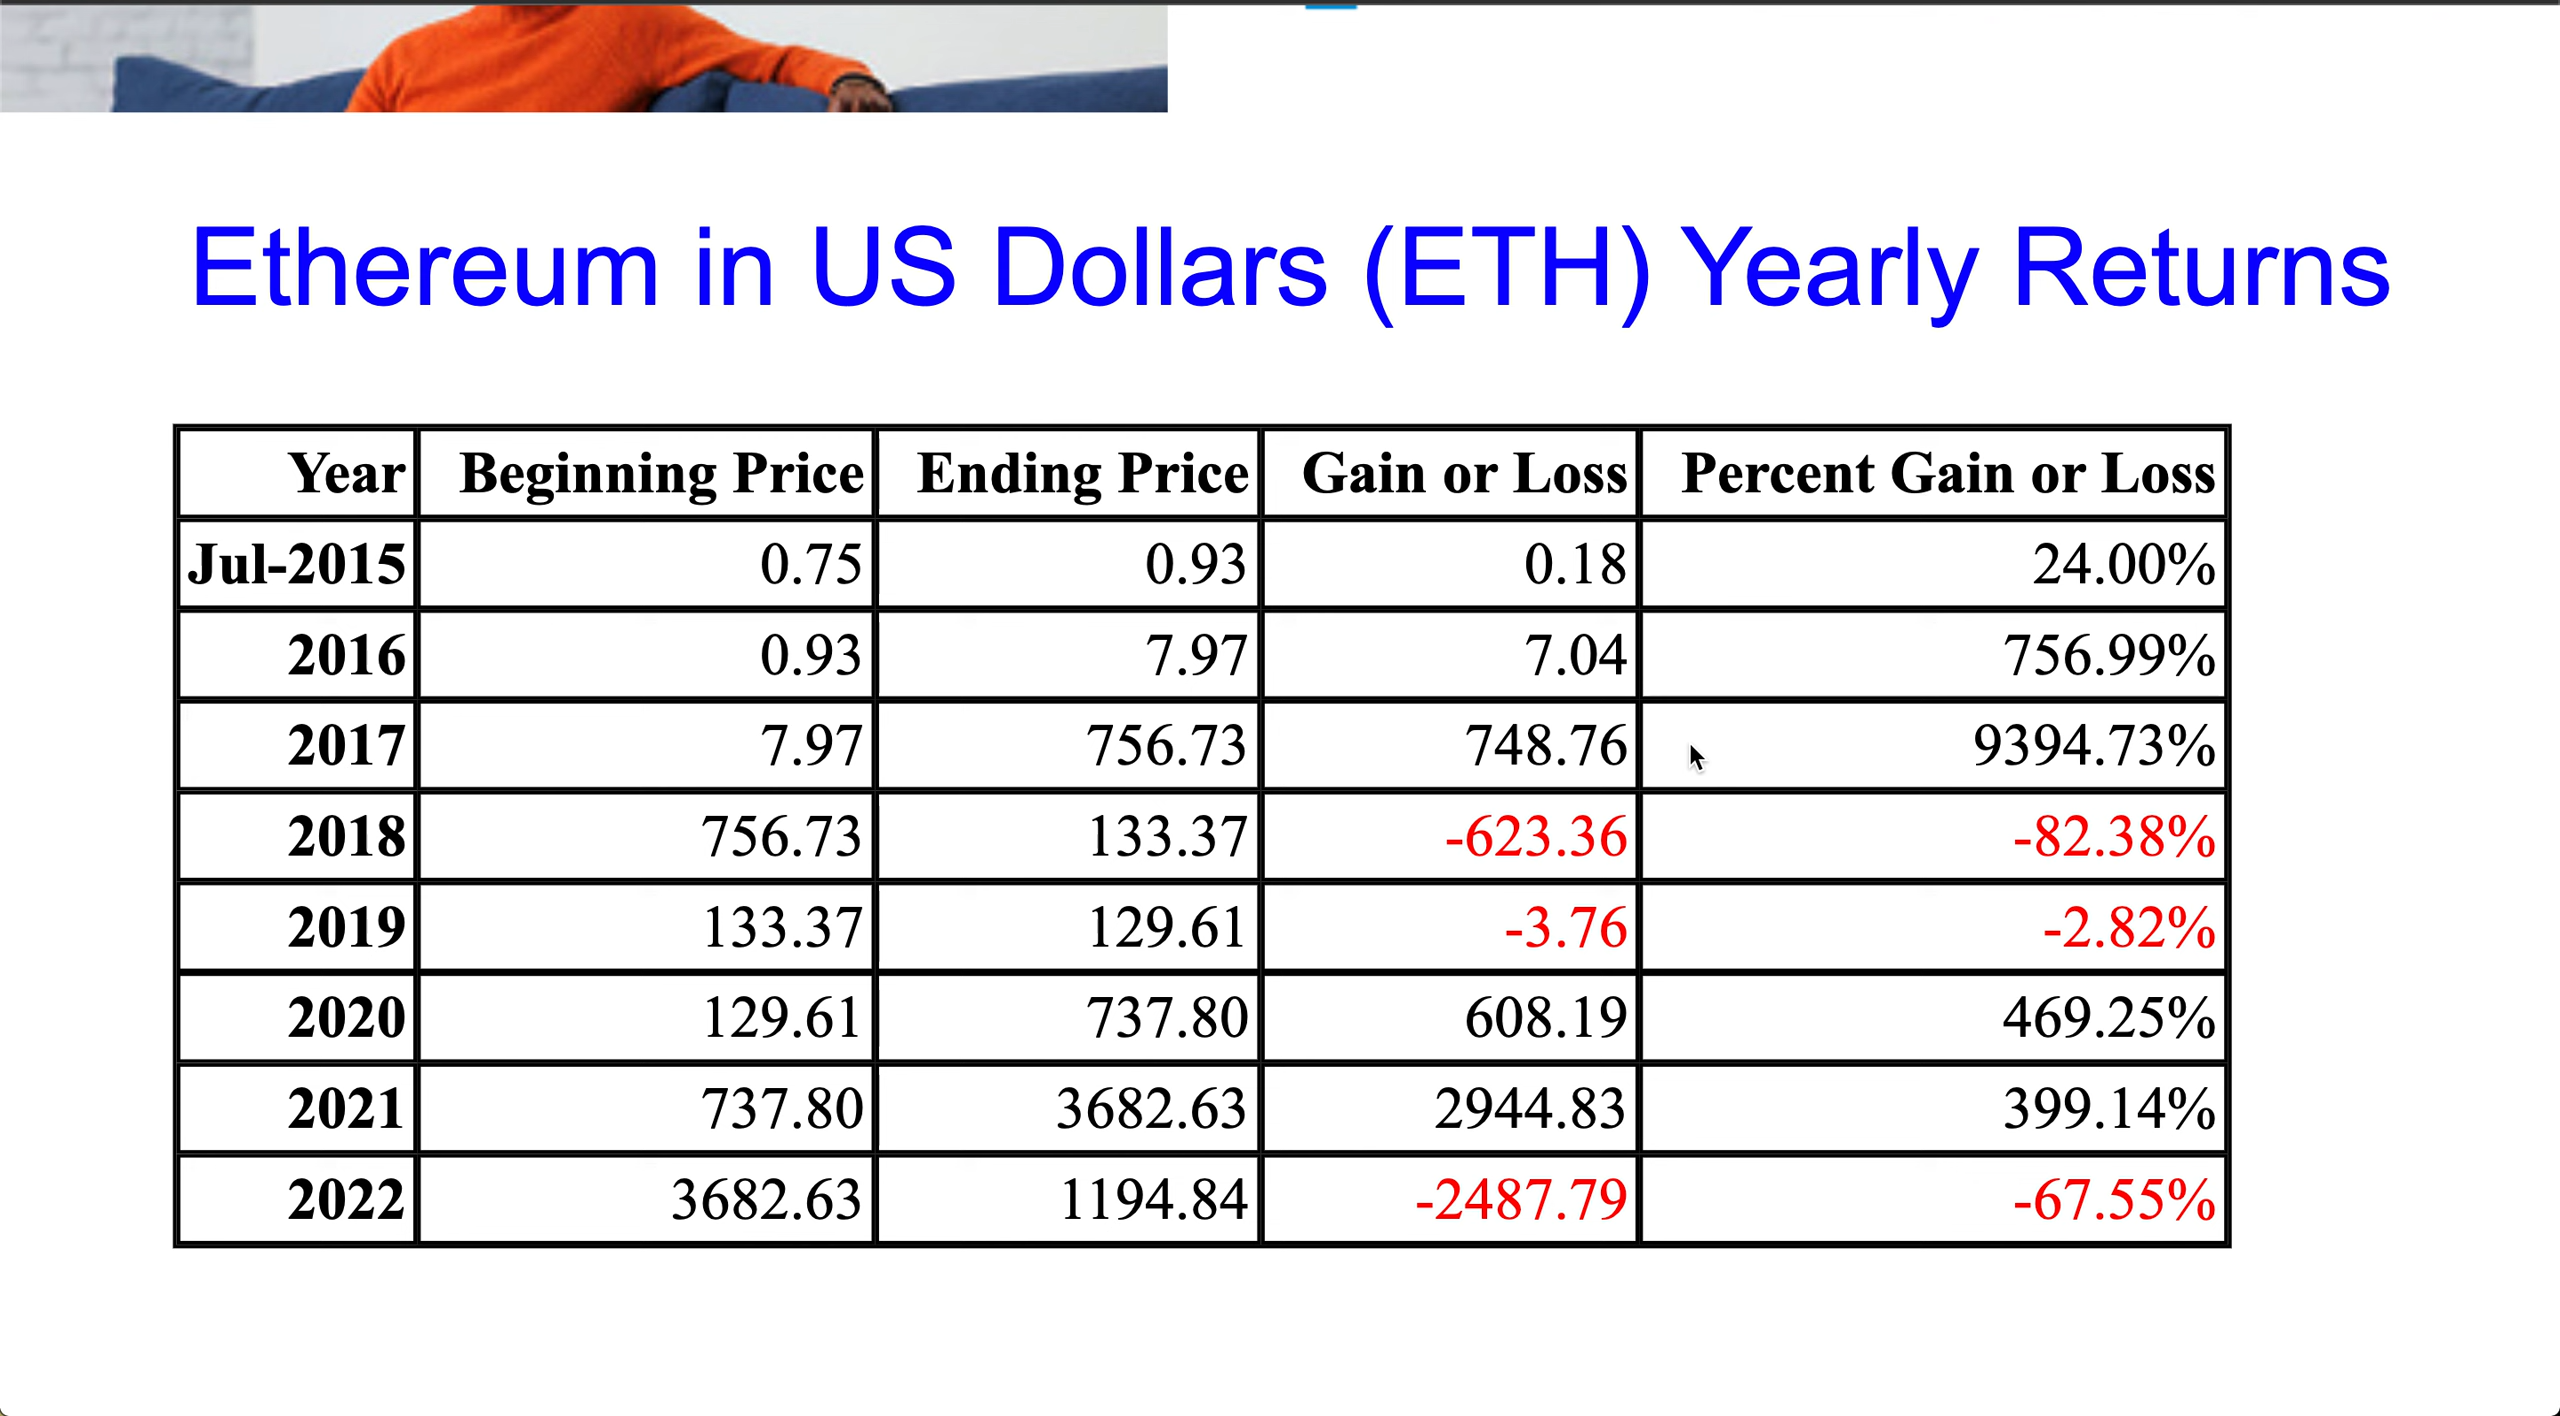 Ethereum in US Dollars (ETH) Yearly Returns
Year Beginning Price Ending Price Gain or Loss Percent Gain or Loss
Jul-2015 0.75 0.93 0.18 24.00%
2016 0.93 7.97 7.04 756.99%
2017 7.97 756.73 748.76 9394.73%
2018 756.73 133.37 -623.36 -82.38%
2019 133.37 129.61 -3.76 -2.82%
2020 129.61 737.80 608.19 469.25%
2021 737.80 3682.63 2944.83 399.14%
2022 3682.63 1194.84 -2487.79 -67.55%